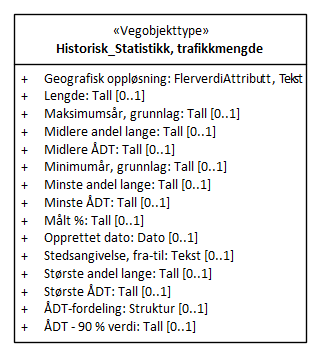 «Vegobjekttype»
Historisk_Statistikk, trafikkmengde
+ Geografisk oppløsning: FlerverdiAttributt, Tekst
+ Lengde: Tall [0..1]
+ Maksimumsår, grunnlag: Tall [0..1]
+ Midlere andel lange: Tall [0..1]
+ Midlere ÅDT: Tall [0..1]
+ Minimumår, grunnlag: Tall [0..1]
+ Minste andel lange: Tall [0..1]
+ Minste ÅDT: Tall [0..1]
+ Målt %: Tall [0..1]
+ Opprettet dato: Dato [0..1]
+ Stedsangivelse, fra-til: Tekst [0..1]
+ Største andel lange: Tall [0..1]
+ Største ÅDT: Tall [0..1]
+ ÅDT-fordeling: Struktur [0..1]
+ ÅDT - 90 % verdi: Tall [0..1]